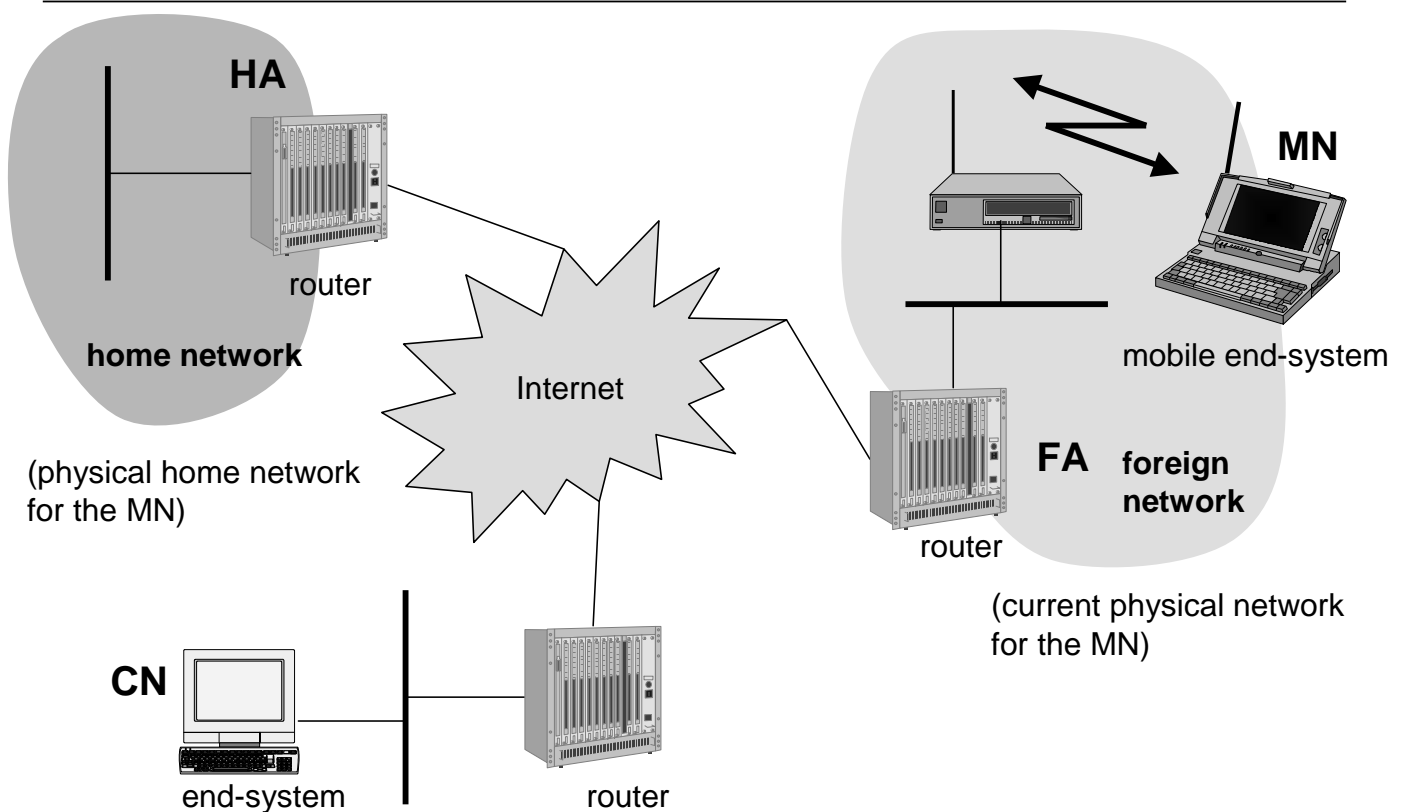 HA
router
home network
(physical home network
for the MN)
Internet
MN
mobile end-system
FA
foreign
network
router
(current physical network
for the MN)
CN
end-system
router